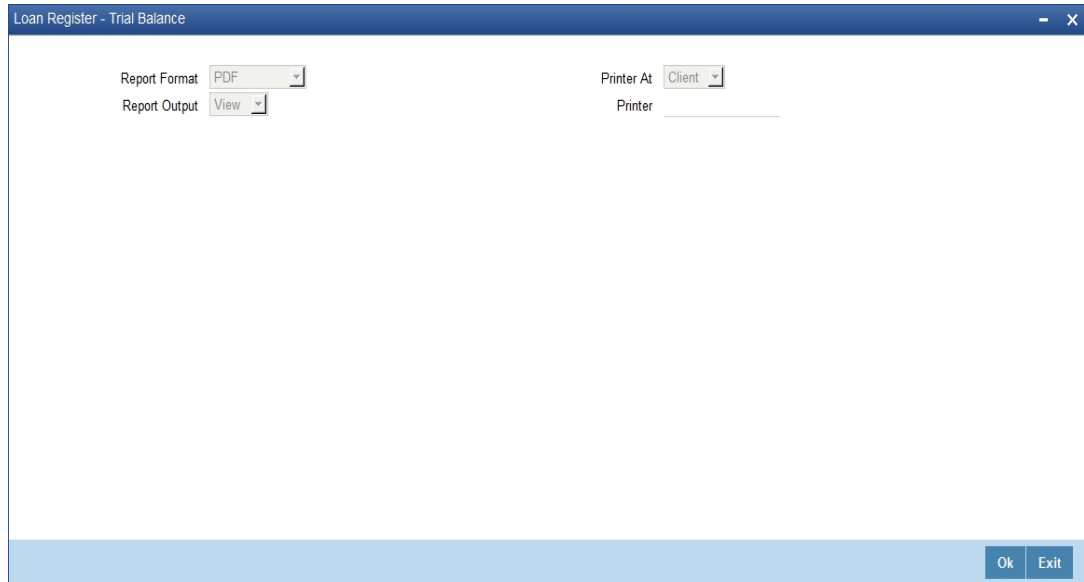 Loan Register - Trial Balance
Report Format PDF Printer At Client
Report Output View Printer
Ok Exit